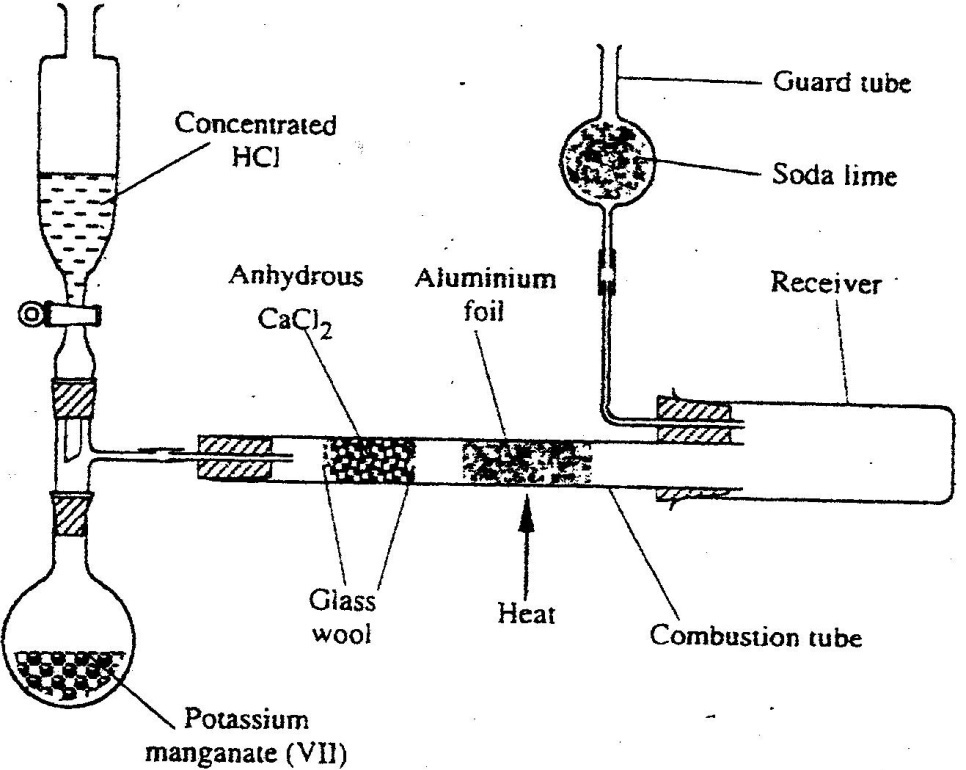 Guard tube
Concentrated
HCl
Soda lime
Anhydrous
CaCl2
Aluminium
foil
Receiver
Glass
wool
Heat
Combustion tube
Potassium
manganate (VII)